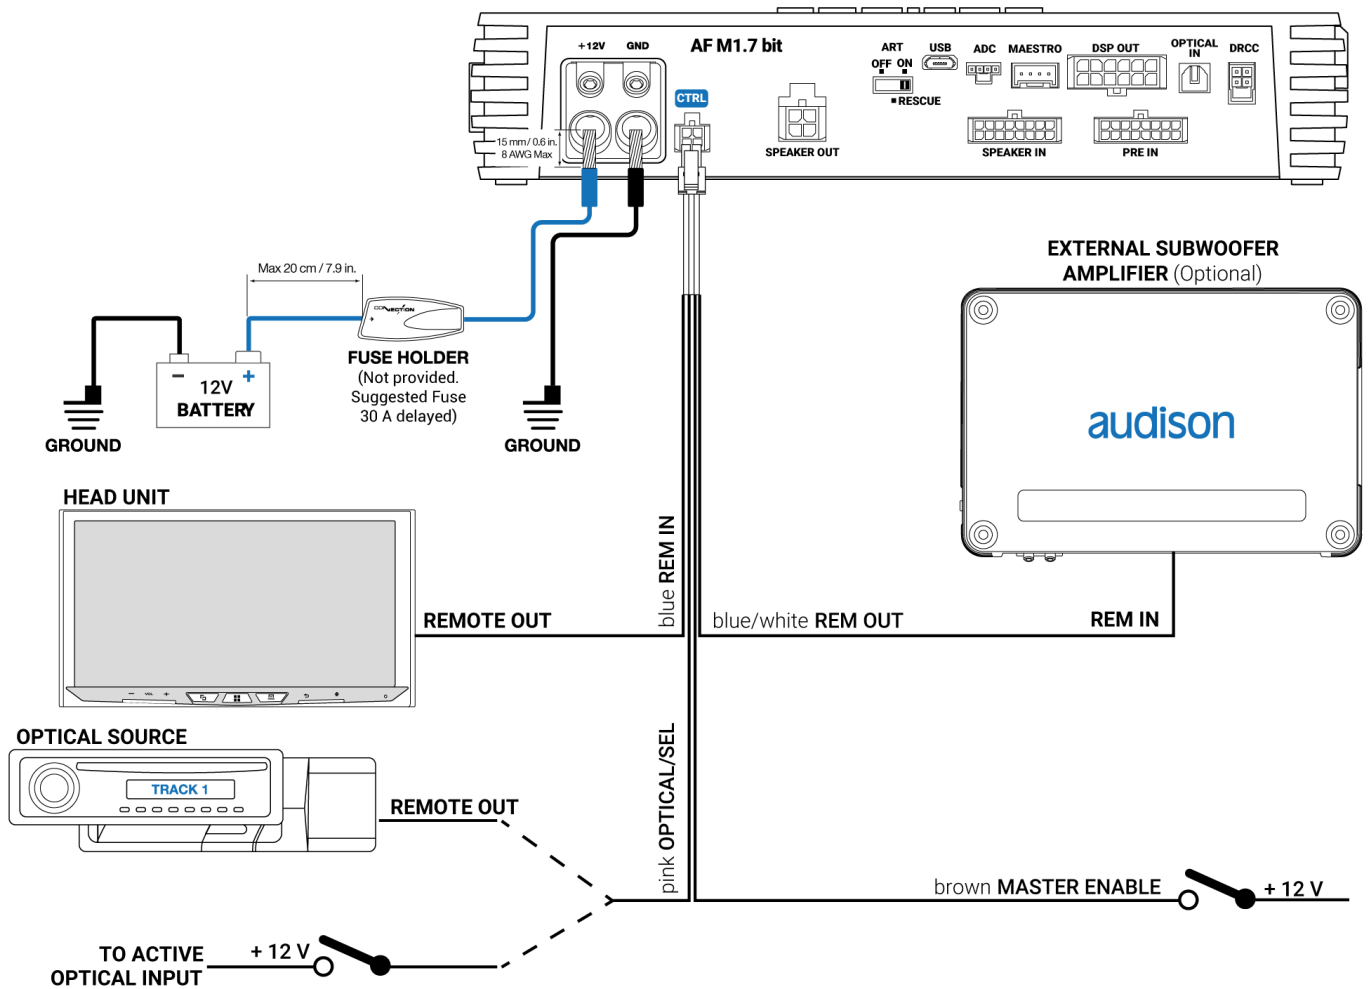 +12V GND
AF M1.7 bit
ART
OFF ON
RESCUE
USB
ADC
MAESTRO
DSP OUT
OPTICAL
IN
DRCC
CTRL
15 mm / 0.6 in.
8 AWG Max
SPEAKER OUT
SPEAKER IN
PRE IN
Max 20 cm / 7.9 in.
CONNECTION
FUSE HOLDER
(Not provided.
Suggested Fuse
30 A delayed)
− +
12V
BATTERY
GROUND
GROUND
EXTERNAL SUBWOOFER
AMPLIFIER (Optional)
audison
HEAD UNIT
− VOL +
REMOTE OUT
blue REM IN
blue/white REM OUT
REM IN
OPTICAL SOURCE
TRACK 1
REMOTE OUT
pink OPTICAL/SEL
brown MASTER ENABLE
+ 12 V
TO ACTIVE
OPTICAL INPUT
+ 12 V